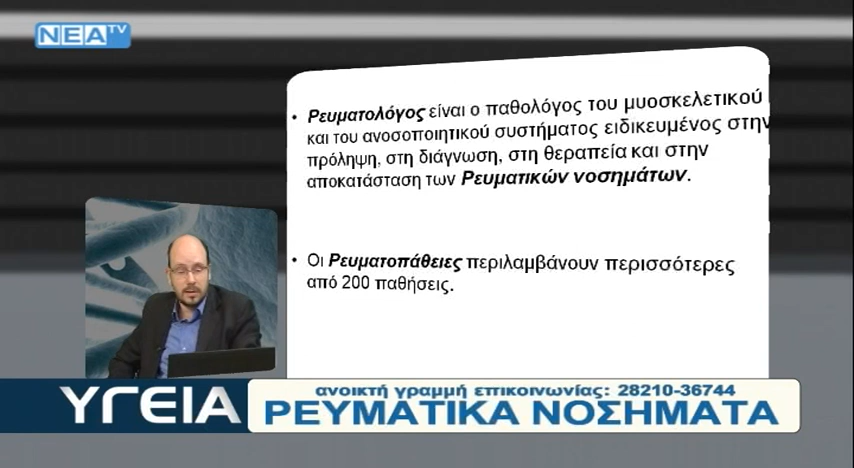 ΝΕΑ TV
• Ρευματολόγος είναι ο παθολόγος του μυοσκελετικού
και του ανοσοποιητικού συστήματος ειδικευμένος στην
πρόληψη, στη διάγνωση, στη θεραπεία και στην
αποκατάσταση των Ρευματικών νοσημάτων.
• Οι Ρευματοπάθειες περιλαμβάνουν περισσότερες
από 200 παθήσεις.
ΥΓΕΙΑ
ανοικτή γραμμή επικοινωνίας: 28210-36744
ΡΕΥΜΑΤΙΚΑ ΝΟΣΗΜΑΤΑ